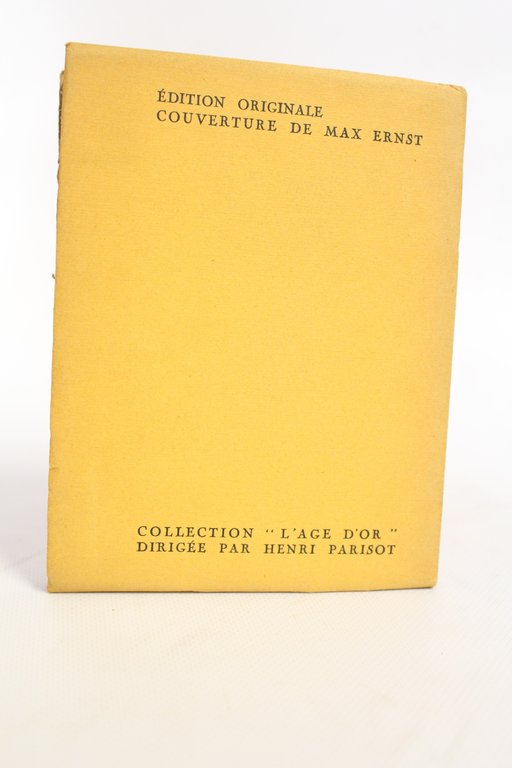 ÉDITION ORIGINALE
COUVERTURE DE MAX ERNST
COLLECTION “ L'AGE D'OR ”
DIRIGÉE PAR HENRI PARISOT